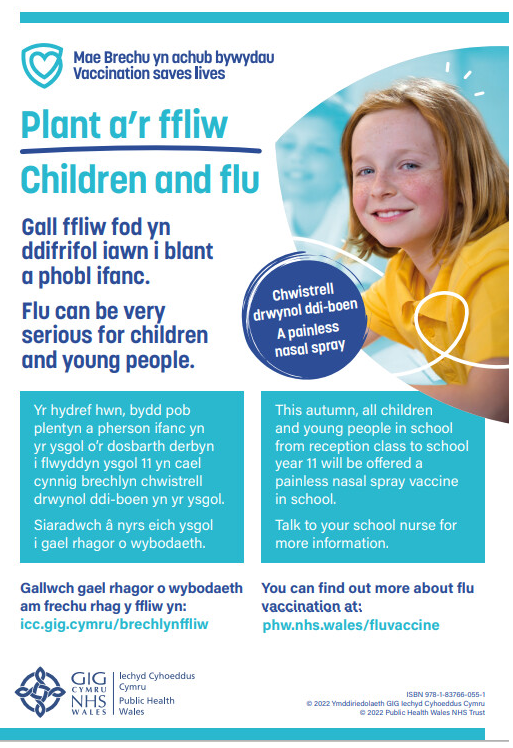 Mae Brechu yn achub bywydau
Vaccination saves lives
Plant a'r ffliw
Children and flu
Gall ffliw fod yn
ddifrifol iawn i blant
a phobl ifanc.
Flu can be very
serious for children
and young people.
Chwistrell
drwynol ddi-boen
A painless
nasal spray
Yr hydref hwn, bydd pob
plentyn a pherson ifanc yn
yr ysgol o'r dosbarth derbyn
i flwyddyn ysgol 11 yn cael
cynnig brechlyn chwistrell
drwynol ddi-boen yn yr ysgol.
Siaradwch â nyrs eich ysgol
i gael rhagor o wybodaeth.
This autumn, all children
and young people in school
from reception class to school
year 11 will be offered a
painless nasal spray vaccine
in school.
Talk to your school nurse for
more information.
Gallwch gael rhagor o wybodaeth
am frechu rhag y ffliw yn:
icc.gig.cymru/brechlynffliw
You can find out more about flu
vaccination at:
phw.nhs.wales/fluvaccine
GIG
CYMRU
NHS
WALES
Iechyd Cyhoeddus
Cymru
Public Health
Wales
ISBN 978-1-83766-055-1
© 2022 Ymddiriedolaeth GIG Iechyd Cyhoeddus Cymru
© 2022 Public Health Wales NHS Trust